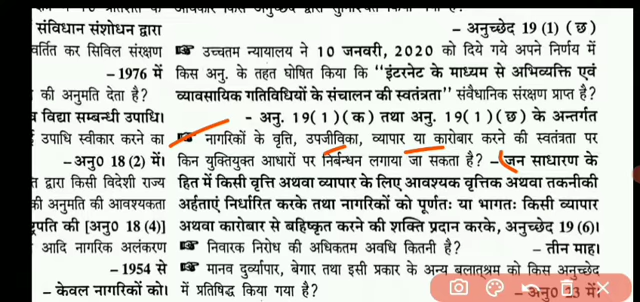 संविधान संशोधन द्वारा
वर्तित कर सिविल संरक्षण
– 1976 में
की अनुमति देता है?
विद्या सम्बन्धी उपाधि।
उपाधि स्वीकार करने का
– अनु0 18 (2) में।
द्वारा किसी विदेशी राज्य
की अनुमति की आवश्यकता
ष्ट्रपति की [अनु0 18 (4)]
आदि नागरिक अलंकरण
– 1954 से
– केवल नागरिकों को।
– अनुच्छेद 19 (1) (छ)
☞ उच्चतम न्यायालय ने 10 जनवरी, 2020 को दिये गये अपने निर्णय में
किस अनु. के तहत घोषित किया कि “इंटरनेट के माध्यम से अभिव्यक्ति एवं
व्यावसायिक गतिविधियों के संचालन की स्वतंत्रता” संवैधानिक संरक्षण प्राप्त है?
- अनु. 19 (1) (क) तथा अनु. 19 (1) (छ) के अन्तर्गत
☞ नागरिकों के वृत्ति, उपजीविका, व्यापार या कारोबार करने की स्वतंत्रता पर
किन युक्तियुक्त आधारों पर निर्बन्धन लगाया जा सकता है? – जन साधारण के
हित में किसी वृत्ति अथवा व्यापार के लिए आवश्यक वृत्तिक अथवा तकनीकी
अर्हताएं निर्धारित करके तथा नागरिकों को पूर्णतः या भागतः किसी व्यापार
अथवा कारोबार से बहिष्कृत करने की शक्ति प्रदान करके, अनुच्छेद 19 (6)।
☞ निवारक निरोध की अधिकतम अवधि कितनी है? – तीन माह।
☞ मानव दुर्व्यापार, बेगार तथा इसी प्रकार के अन्य बलातश्रम को किस अनुच्छेद
में प्रतिषिद्ध किया गया है? – अनु0 23 में।